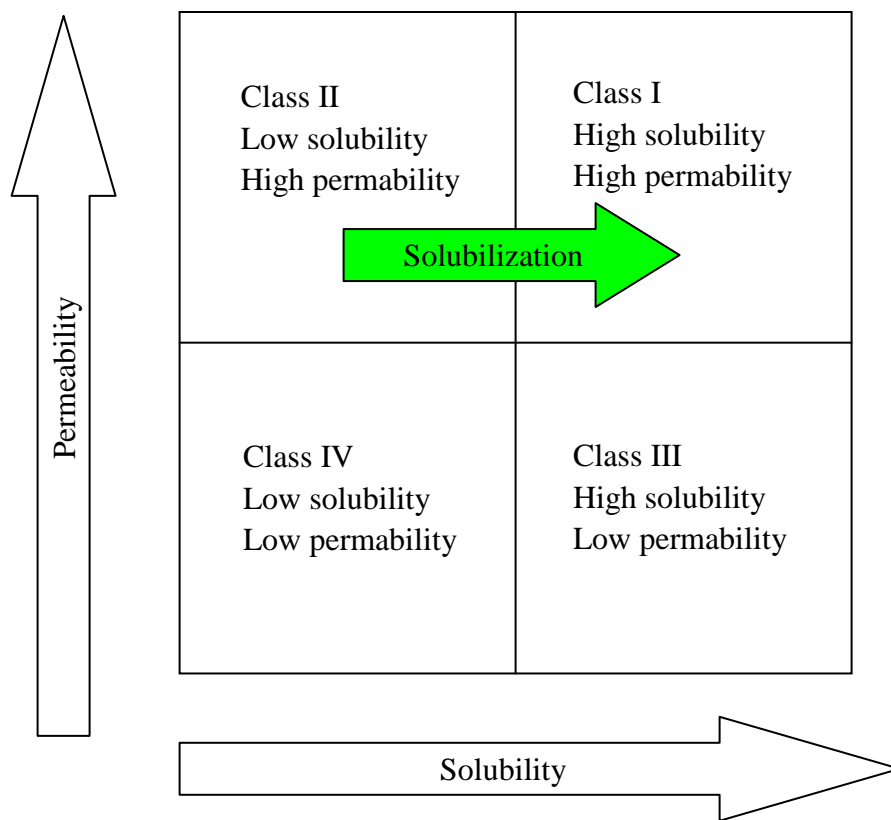 Class II
Low solubility
High permability
Class I
High solubility
High permability
Solubilization
Permeability
Class IV
Low solubility
Low permability
Class III
High solubility
Low permability
Solubility